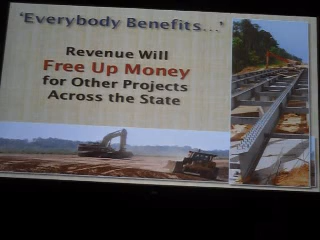 'Everybody Benefits...'
Revenue Will
Free Up Money
for Other Projects
Across the State